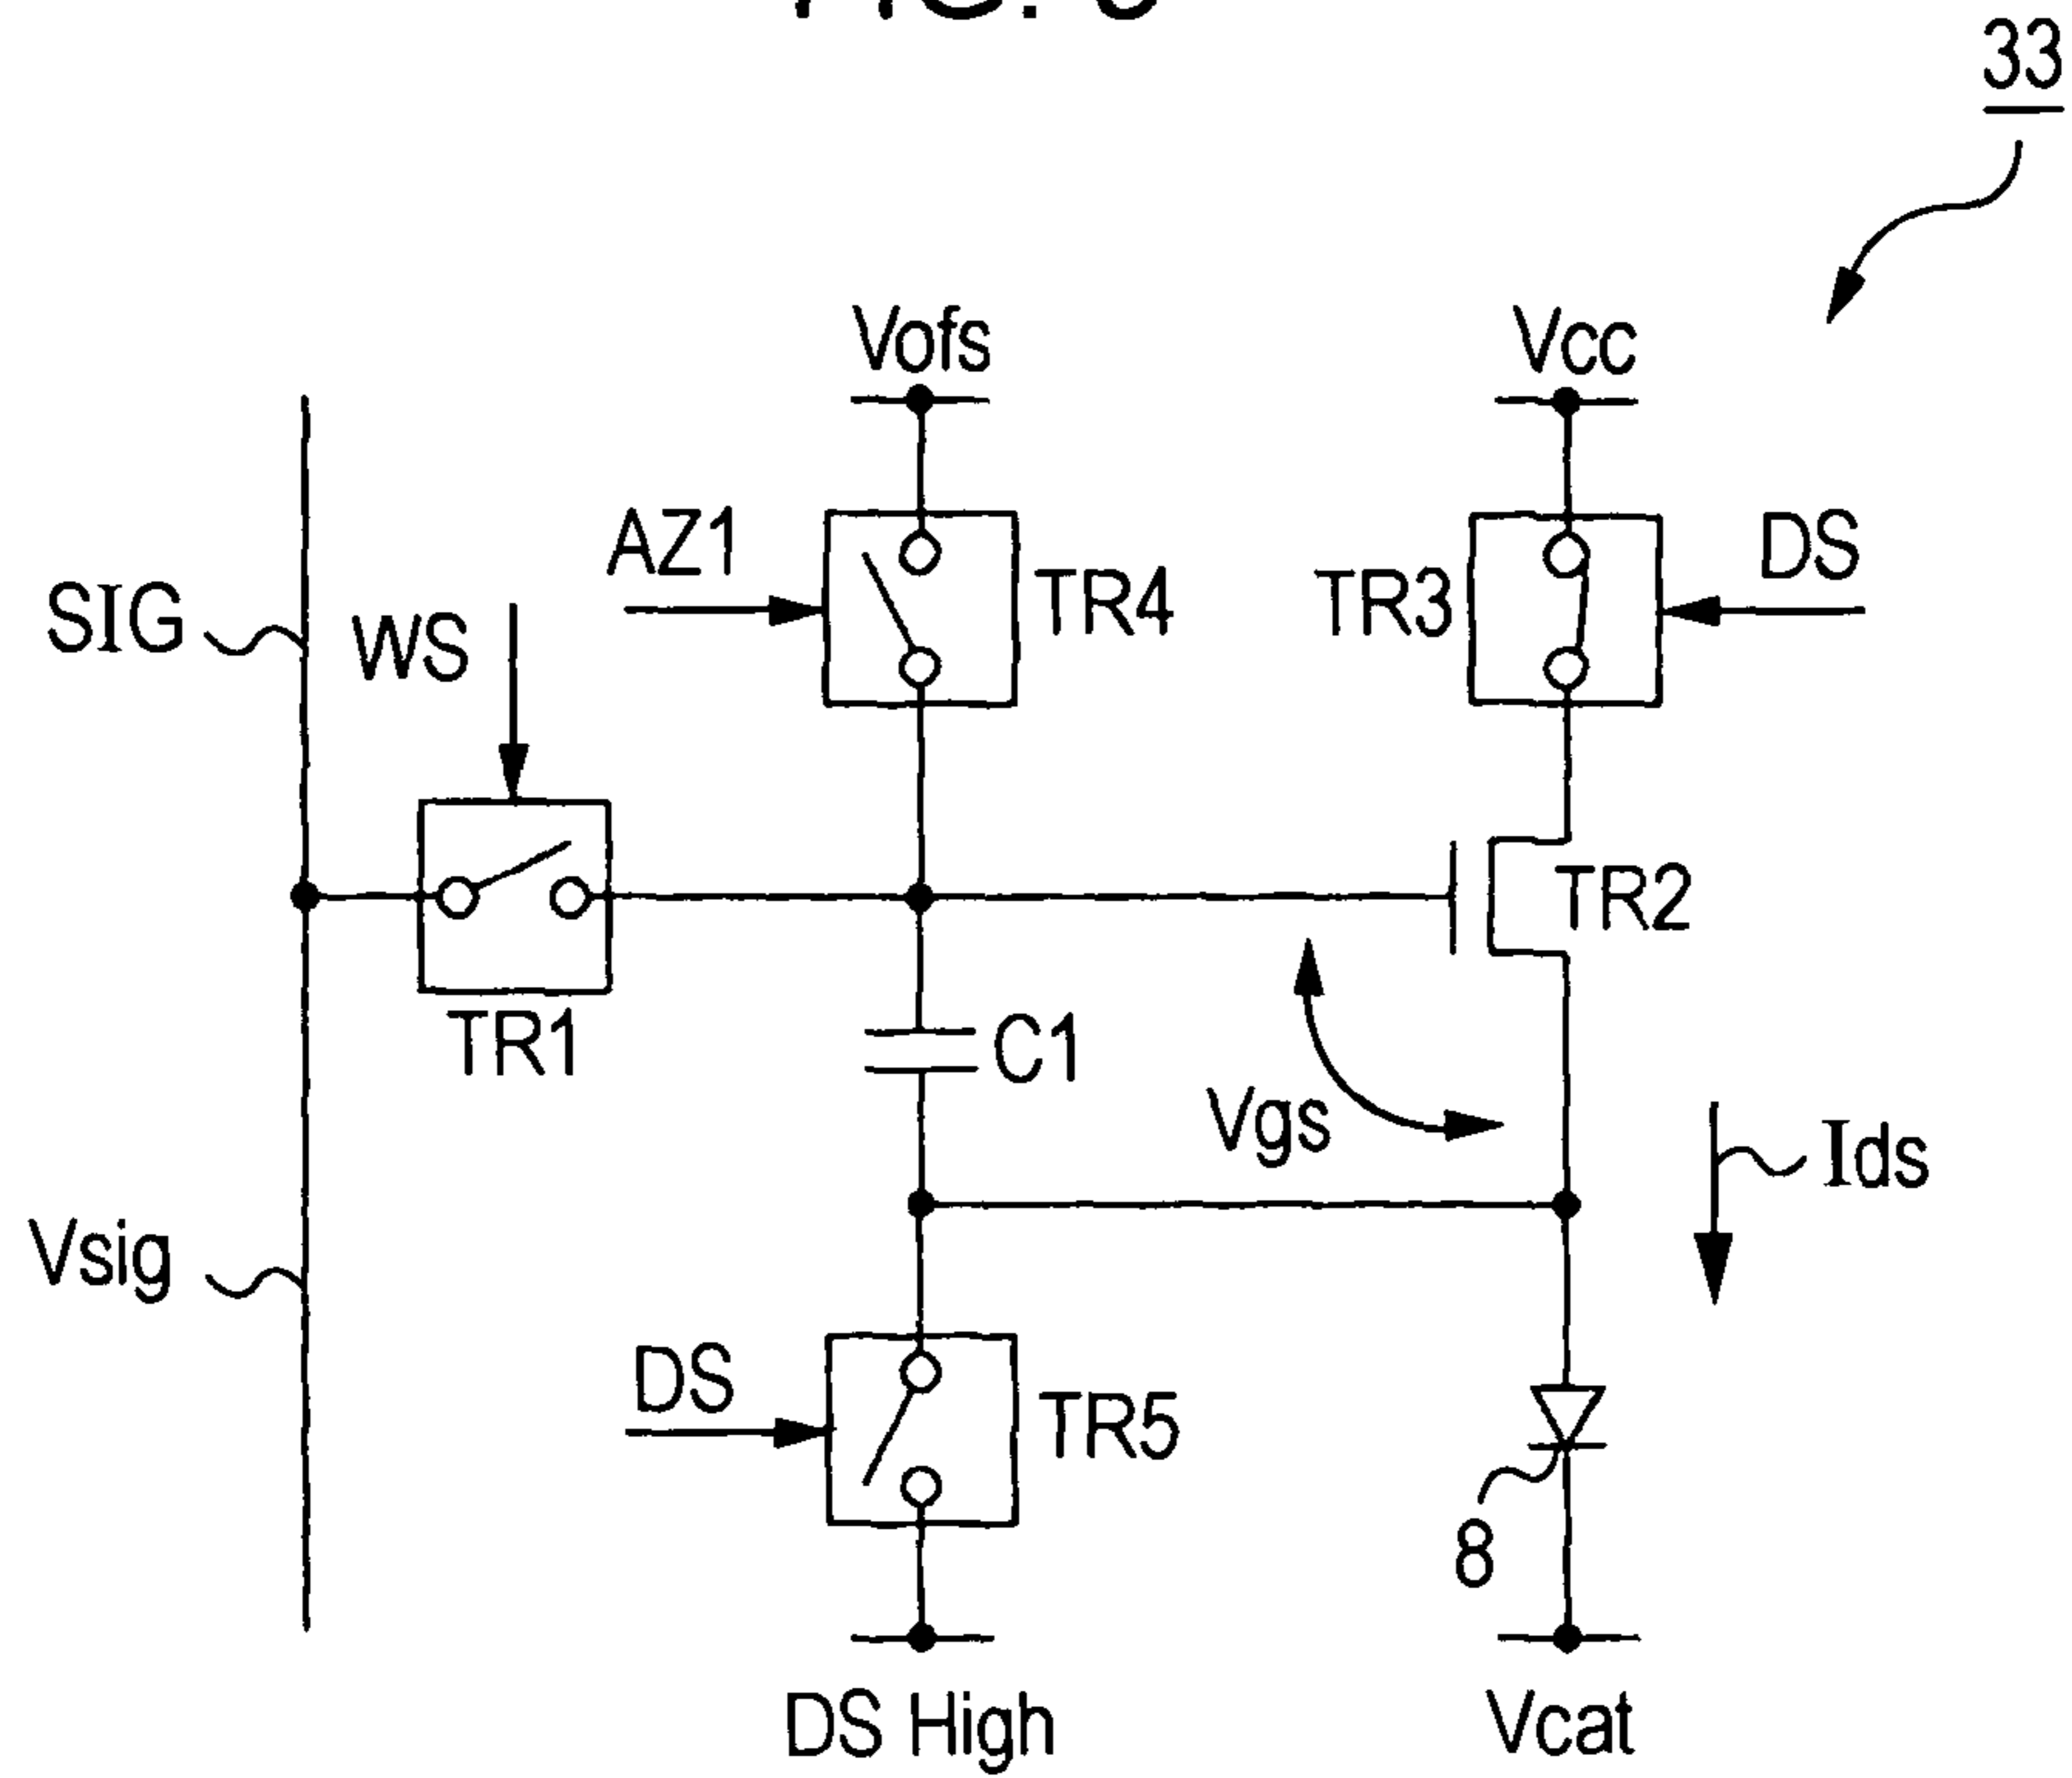 33
Vofs
Vcc
AZ1
TR4
TR3
DS
SIG
WS
TR2
TR1
C1
Vgs
Ids
Vsig
DS
TR5
8
DS High
Vcat